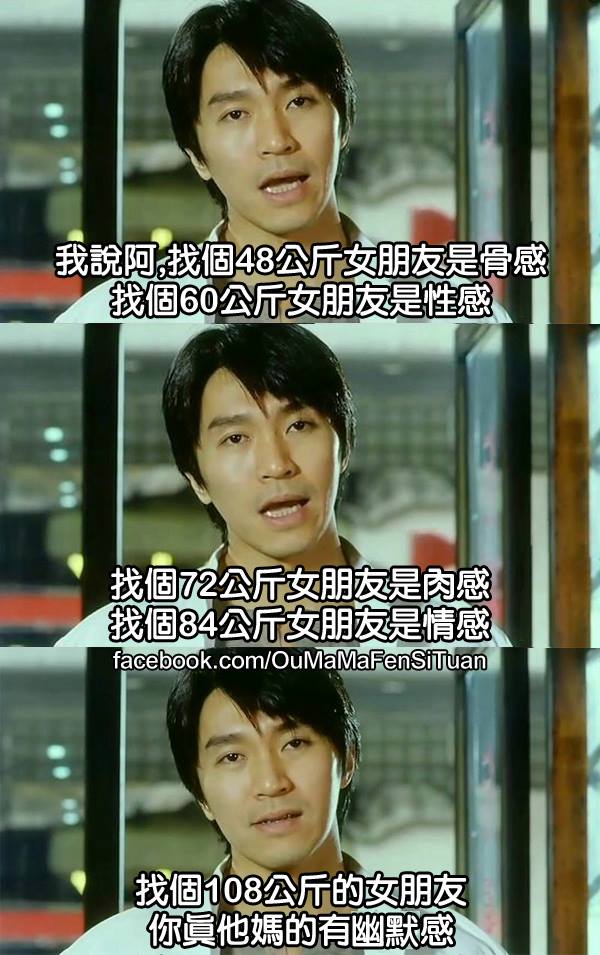 我說阿,找個48公斤女朋友是骨感
找個60公斤女朋友是性感
找個72公斤女朋友是肉感
找個84公斤女朋友是情感
facebook.com/OuMaMaFenSiTuan
找個108公斤的女朋友
你真他媽的有幽默感